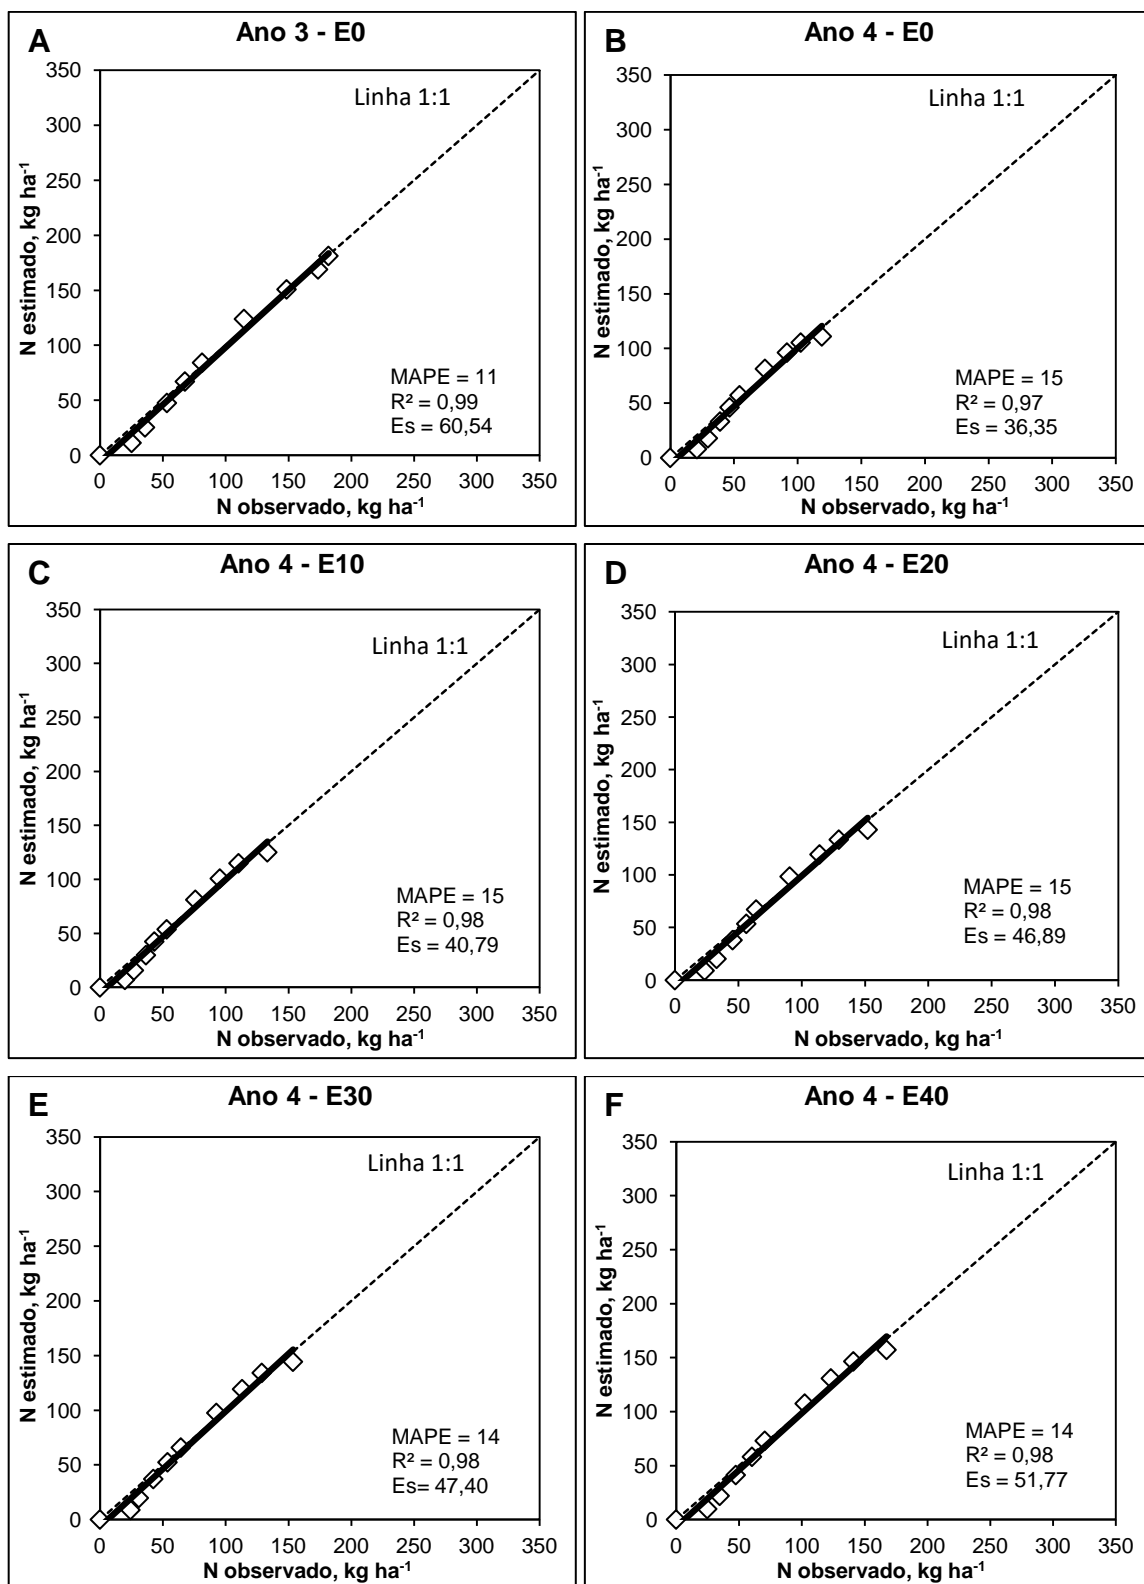 A
Ano 3 - E0
350
300
250
200
150
100
50
0
N estimado, kg ha⁻¹
Linha 1:1
MAPE = 11
R² = 0,99
Es = 60,54
0 50 100 150 200 250 300 350
N observado, kg ha⁻¹
B
Ano 4 - E0
350
300
250
200
150
100
50
0
N estimado, kg ha⁻¹
Linha 1:1
MAPE = 15
R² = 0,97
Es = 36,35
0 50 100 150 200 250 300 350
N observado, kg ha⁻¹
C
Ano 4 - E10
350
300
250
200
150
100
50
0
N estimado, kg ha⁻¹
Linha 1:1
MAPE = 15
R² = 0,98
Es = 40,79
0 50 100 150 200 250 300 350
N observado, kg ha⁻¹
D
Ano 4 - E20
350
300
250
200
150
100
50
0
N estimado, kg ha⁻¹
Linha 1:1
MAPE = 15
R² = 0,98
Es = 46,89
0 50 100 150 200 250 300 350
N observado, kg ha⁻¹
E
Ano 4 - E30
350
300
250
200
150
100
50
0
N estimado, kg ha⁻¹
Linha 1:1
MAPE = 14
R² = 0,98
Es= 47,40
0 50 100 150 200 250 300 350
N observado, kg ha⁻¹
F
Ano 4 - E40
350
300
250
200
150
100
50
0
N estimado, kg ha⁻¹
Linha 1:1
MAPE = 14
R² = 0,98
Es = 51,77
0 50 100 150 200 250 300 350
N observado, kg ha⁻¹